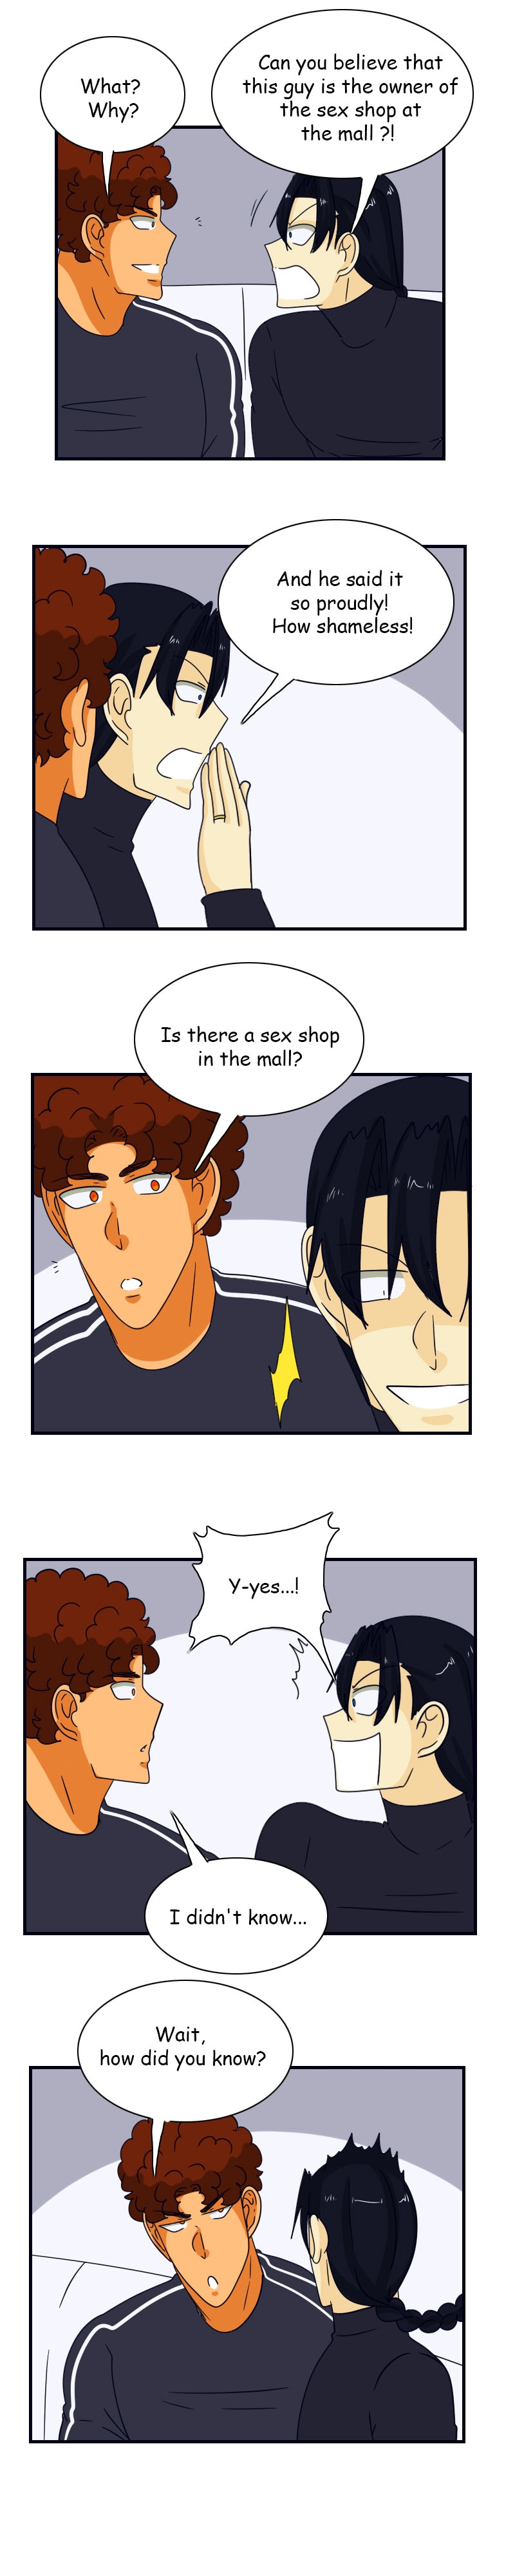 What?
Why?
Can you believe that
this guy is the owner of
the sex shop at
the mall ?!
And he said it
so proudly!
How shameless!
Is there a sex shop
in the mall?
Y-yes...!
I didn't know...
Wait,
how did you know?